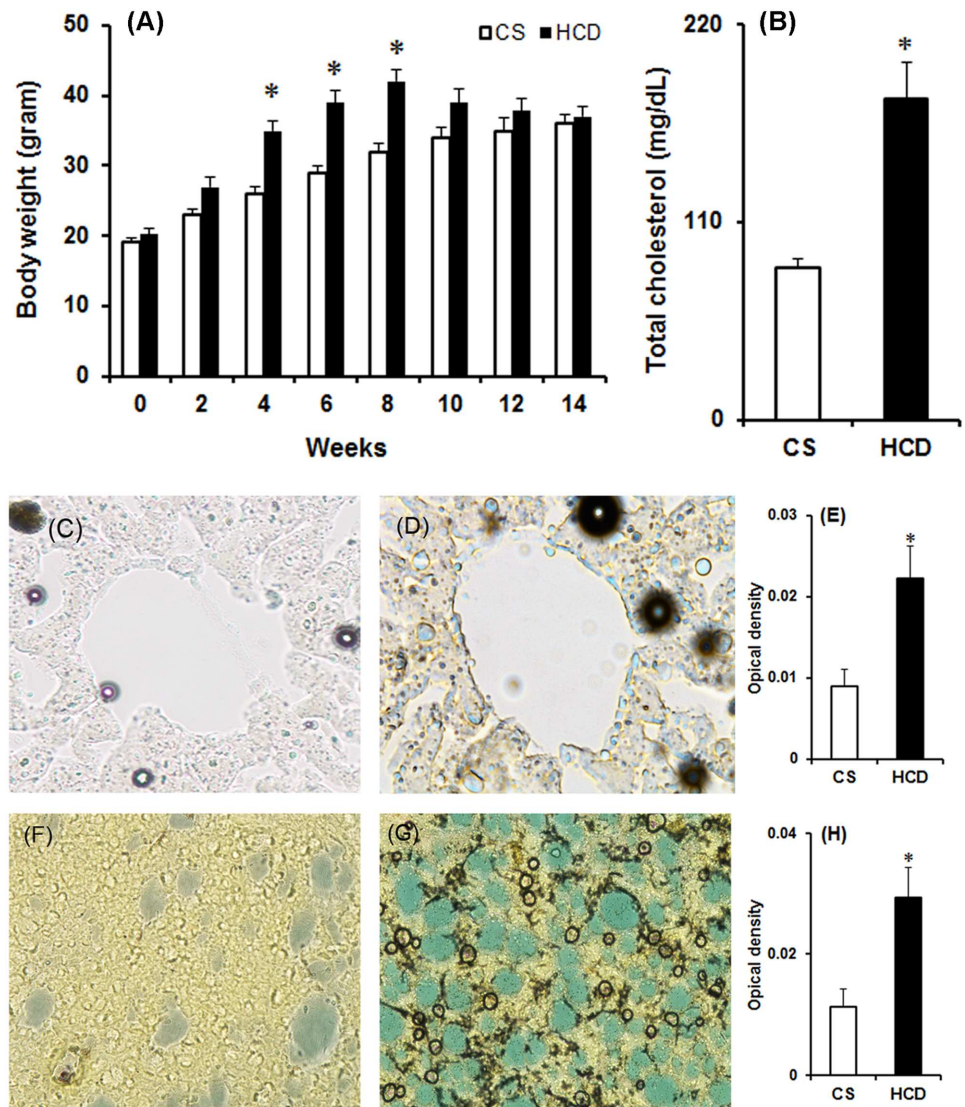 (A)
CS HCD
* * *
Body weight (gram)
50
40
30
20
10
0
0 2 4 6 8 10 12 14
Weeks
(B)
*
Total cholesterol (mg/dL)
220
110
0
CS HCD
(C)
(D)
(E)
*
Opical density
0.03
0.02
0.01
0
CS HCD
(F)
(G)
(H)
*
Opical density
0.04
0.02
0
CS HCD